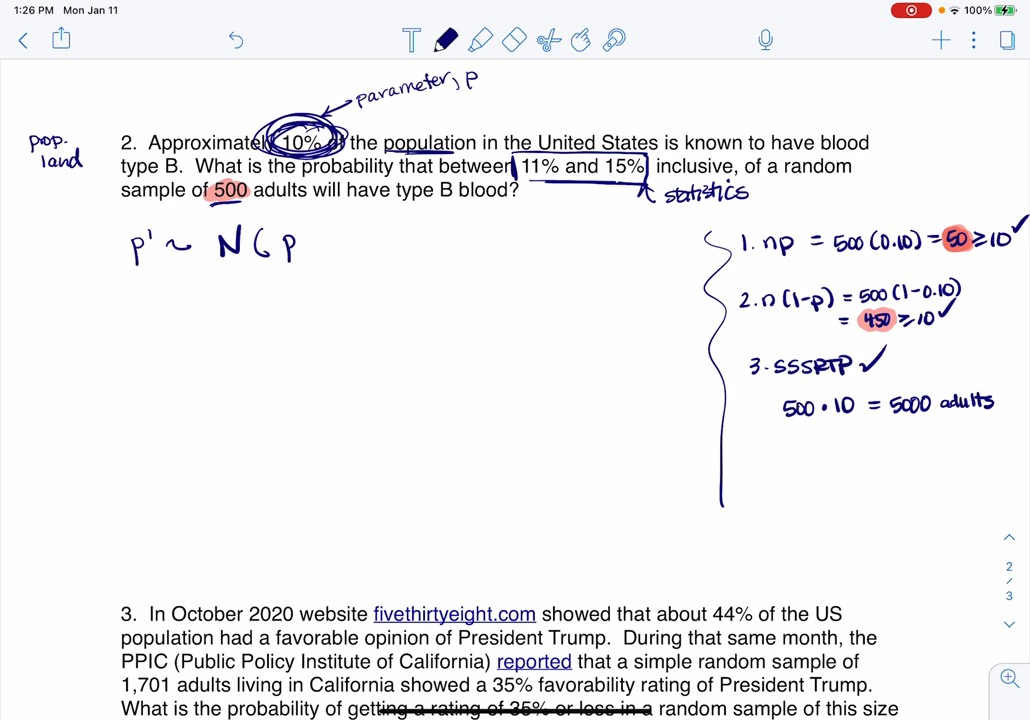 1:26 PM Mon Jan 11
100%
T
parameter, p
prop. land
2. Approximately 10% of the population in the United States is known to have blood
type B. What is the probability that between 11% and 15% inclusive, of a random
sample of 500 adults will have type B blood?
statistics
p' ~ N( p
1. np = 500(0.10) = 50 ≥ 10 ✓
2. n(1-p) = 500(1-0.10)
= 450 ≥ 10 ✓
3. SSSRTP ✓
500 • 10 = 5000 adults
2
/
3
3. In October 2020 website fivethirtyeight.com showed that about 44% of the US
population had a favorable opinion of President Trump. During that same month, the
PPIC (Public Policy Institute of California) reported that a simple random sample of
1,701 adults living in California showed a 35% favorability rating of President Trump.
What is the probability of getting a rating of 35% or less in a random sample of this size